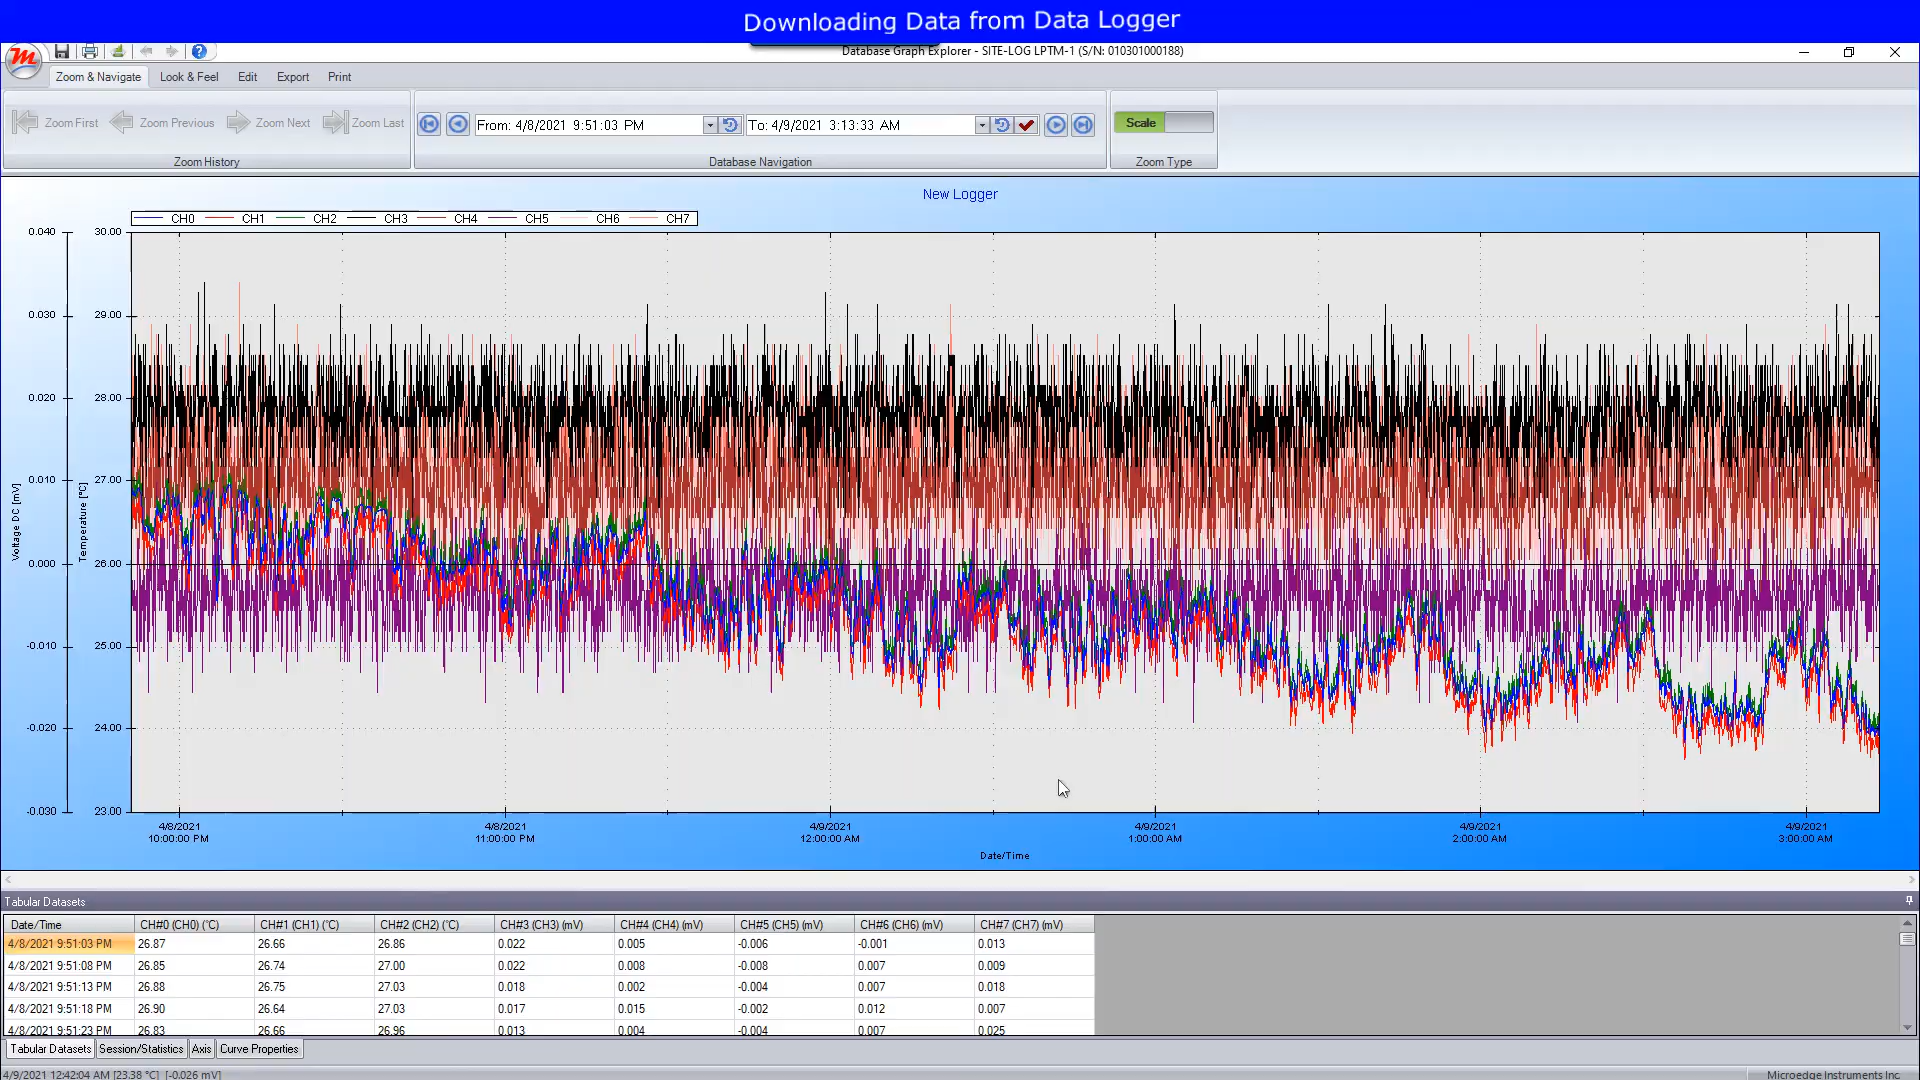 Downloading Data from Data Logger
Database Graph Explorer - SITE-LOG LPTM-1 (S/N: 010301000188)
Zoom & Navigate Look & Feel Edit Export Print
Zoom First Zoom Previous Zoom Next Zoom Last
From: 4/8/2021 9:51:03 PM To: 4/9/2021 3:13:33 AM
Scale
Zoom History Database Navigation Zoom Type
New Logger
CH0 CH1 CH2 CH3 CH4 CH5 CH6 CH7
0.040 30.00
0.030 29.00
0.020 28.00
0.010 27.00
0.000 26.00
-0.010 25.00
-0.020 24.00
-0.030 23.00
Voltage DC [mV]
Temperature [°C]
4/8/2021 4/8/2021 4/9/2021 4/9/2021 4/9/2021 4/9/2021
10:00:00 PM 11:00:00 PM 12:00:00 AM 1:00:00 AM 2:00:00 AM 3:00:00 AM
Date/Time
Tabular Datasets
Date/Time CH#0 (CH0) (°C) CH#1 (CH1) (°C) CH#2 (CH2) (°C) CH#3 (CH3) (mV) CH#4 (CH4) (mV) CH#5 (CH5) (mV) CH#6 (CH6) (mV) CH#7 (CH7) (mV)
4/8/2021 9:51:03 PM 26.87 26.66 26.86 0.022 0.005 -0.006 -0.001 0.013
4/8/2021 9:51:08 PM 26.85 26.74 27.00 0.022 0.008 -0.008 0.007 0.009
4/8/2021 9:51:13 PM 26.88 26.75 27.03 0.018 0.002 -0.004 0.007 0.018
4/8/2021 9:51:18 PM 26.90 26.64 27.03 0.017 0.015 -0.002 0.012 0.007
4/8/2021 9:51:23 PM 26.83 26.66 26.96 0.013 0.004 -0.004 0.007 0.025
Tabular Datasets Session/Statistics Axis Curve Properties
4/9/2021 12:42:04 AM [23.38 °C] [-0.026 mV] Microedge Instruments Inc.